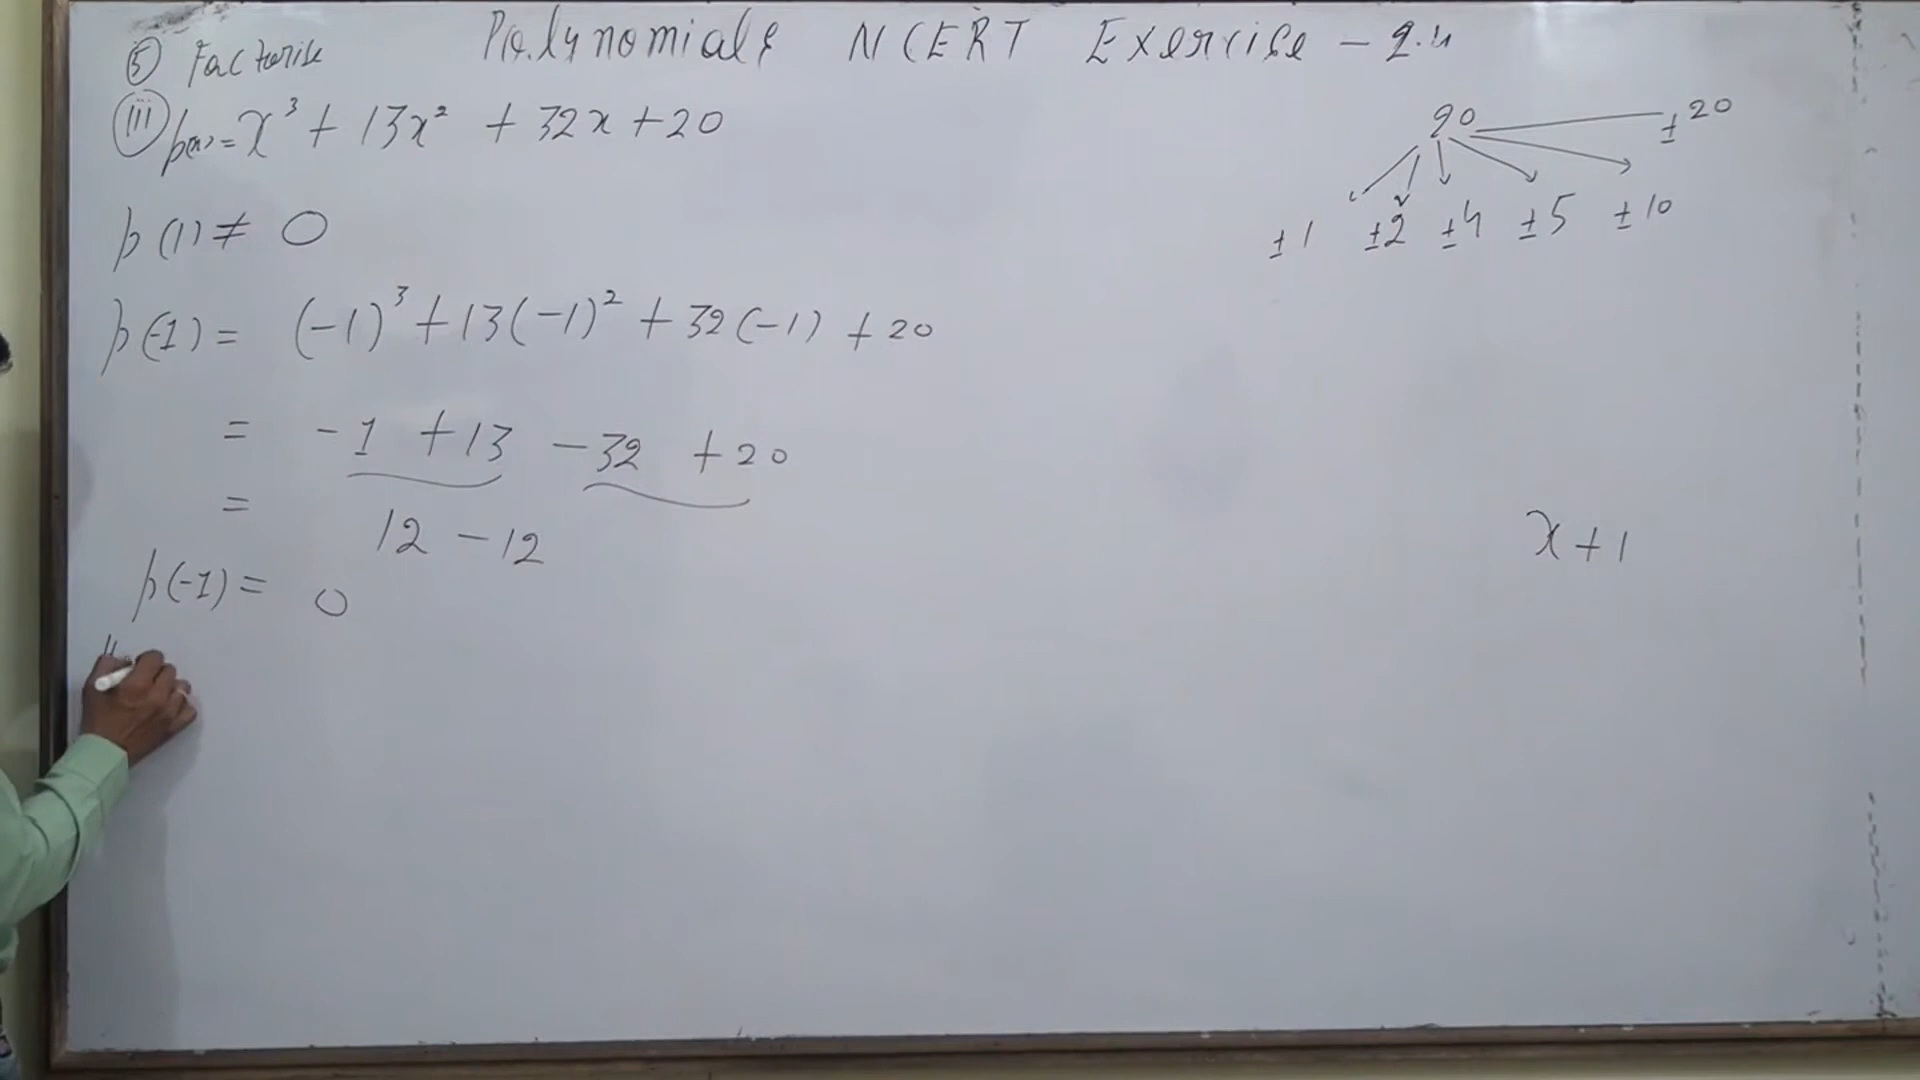 Polynomials NCERT Exercise - 2.4
⑤ Factorise
(iii) p(x) = x³ + 13x² + 32x + 20
20
±1 ±2 ±4 ±5 ±10 ±20
p(1) ≠ 0
p(-1) = (-1)³ + 13(-1)² + 32(-1) + 20
= -1 + 13 - 32 + 20
= 12 - 12
p(-1) = 0
x + 1